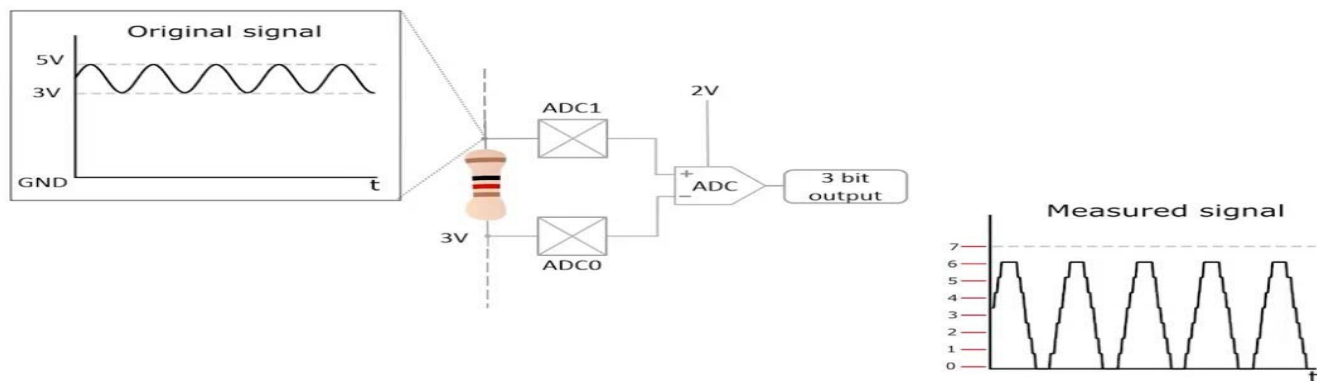 Original signal
5V
3V
GND
t
ADC1
2V
+
ADC
−
3 bit
output
3V
ADC0
Measured signal
7
6
5
4
3
2
1
0
t